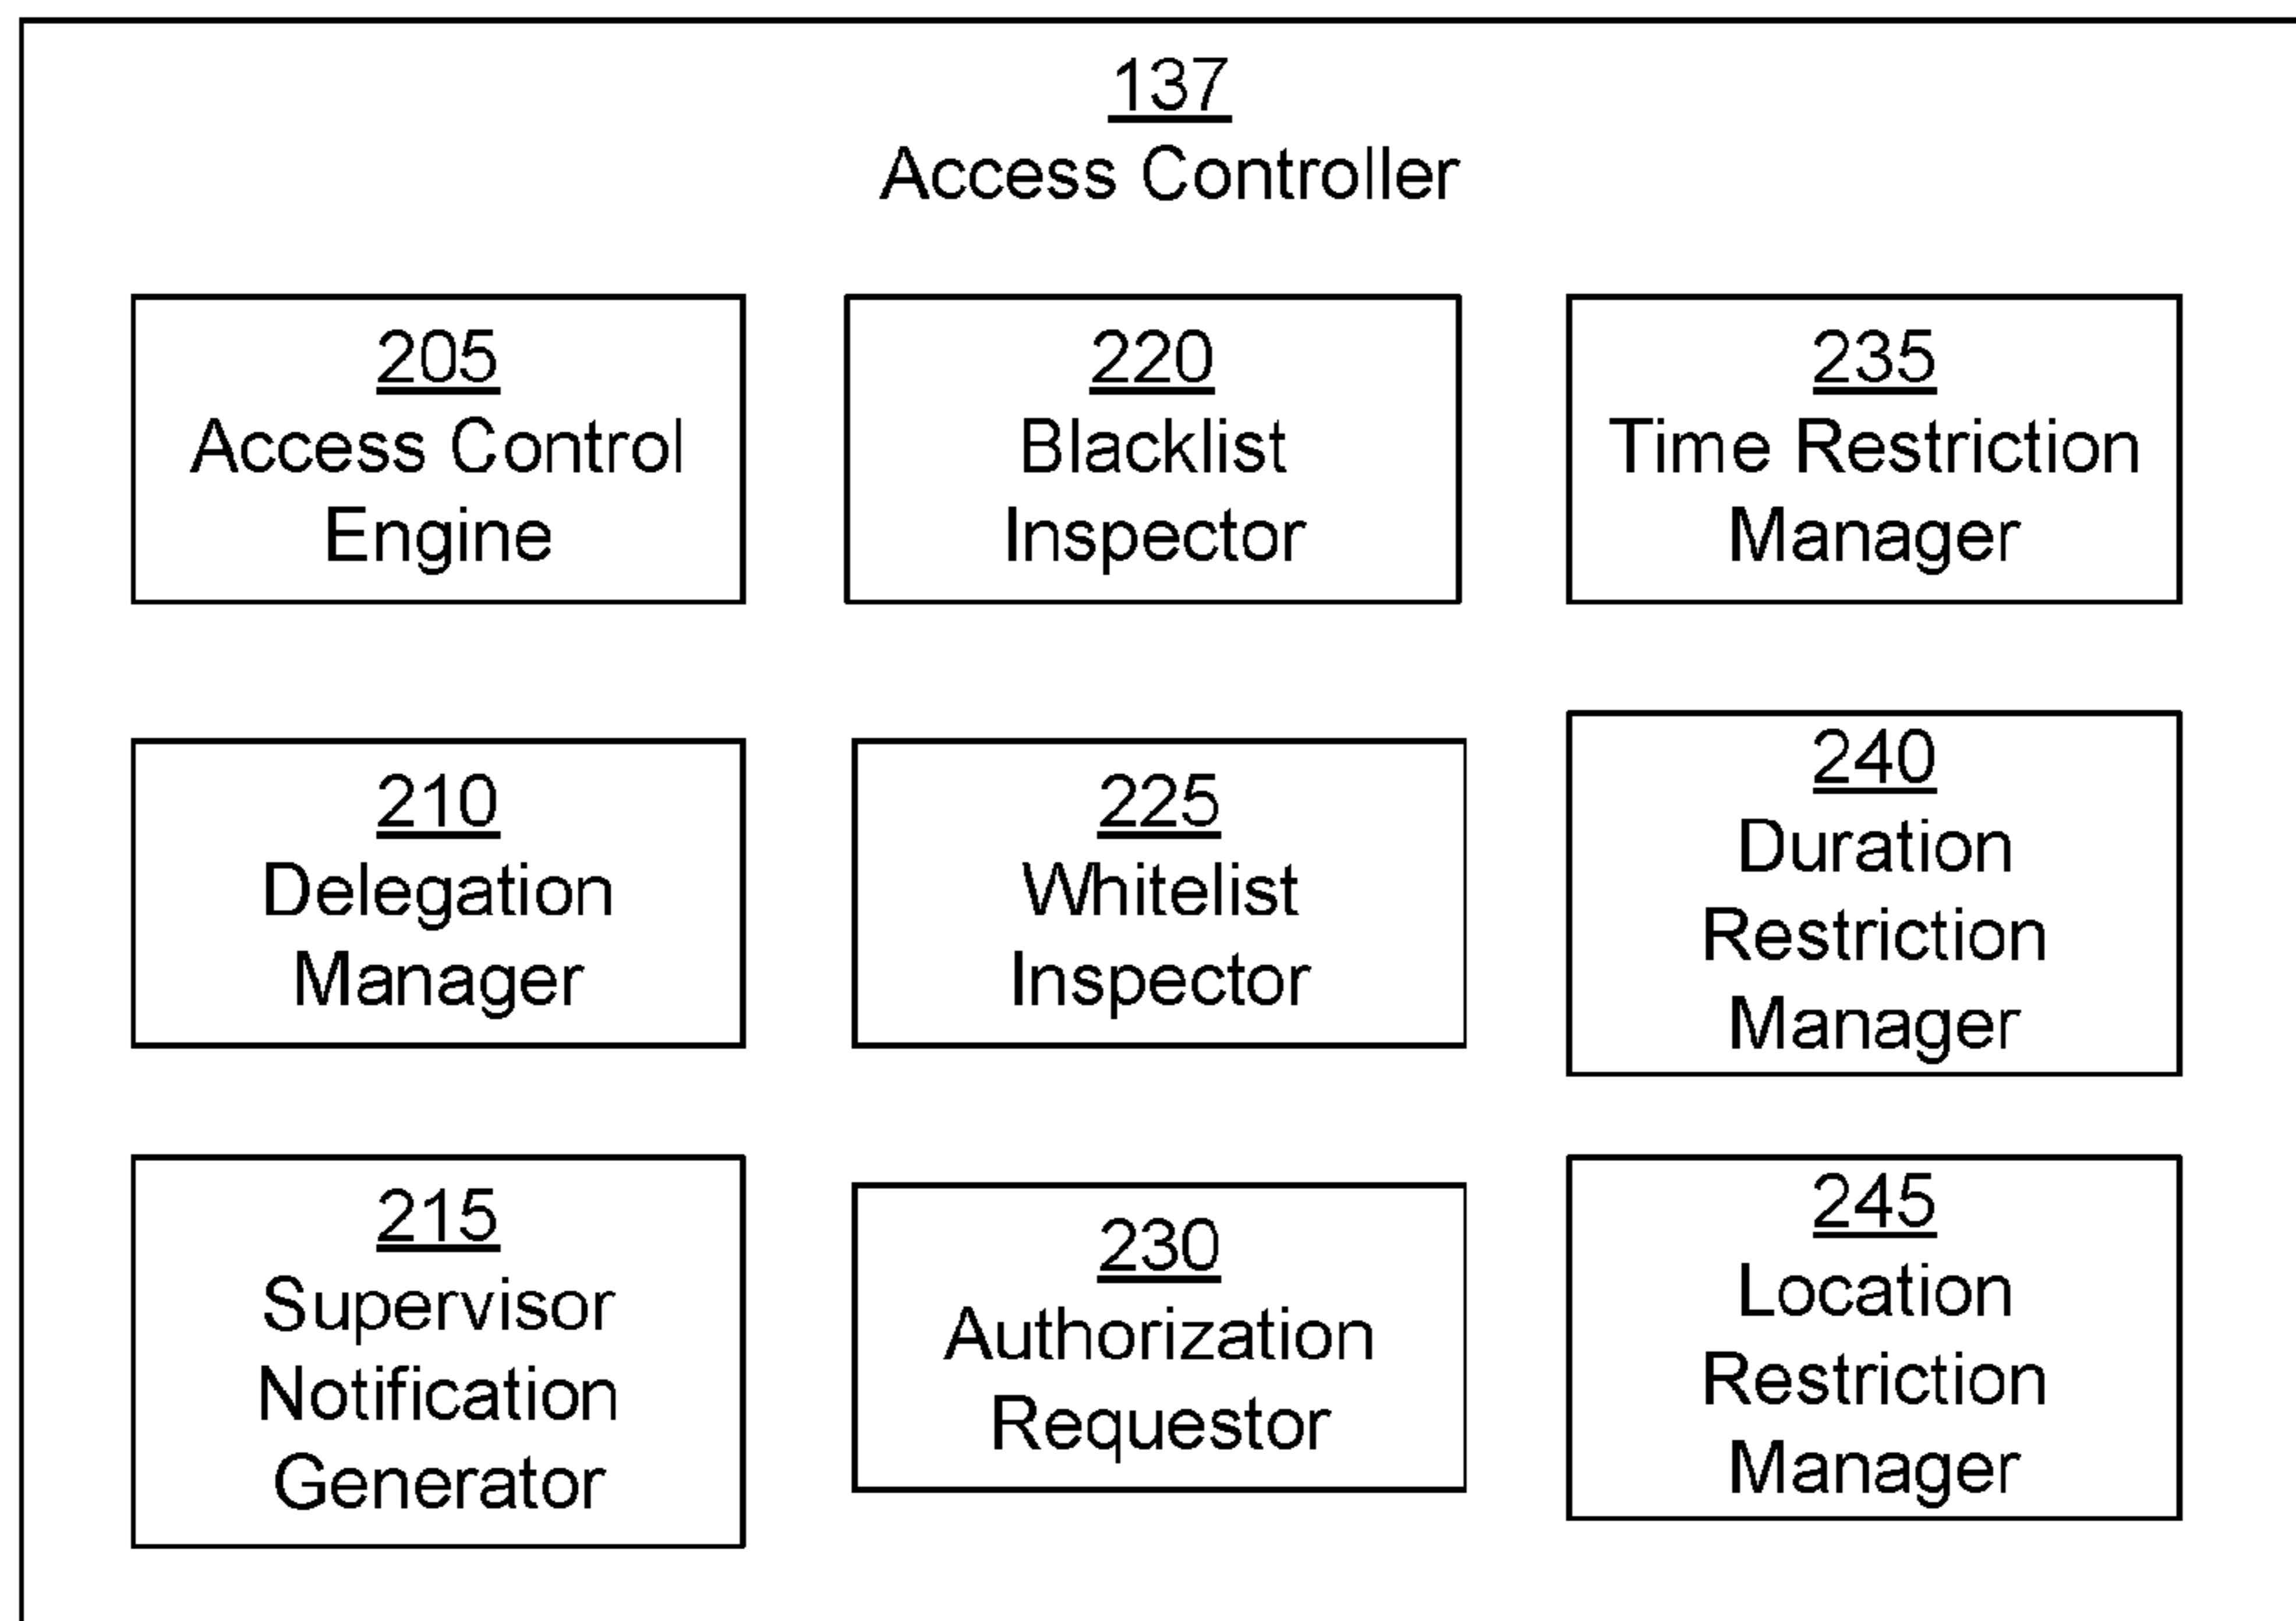 137
Access Controller
205
Access Control
Engine
220
Blacklist
Inspector
235
Time Restriction
Manager
210
Delegation
Manager
225
Whitelist
Inspector
240
Duration
Restriction
Manager
215
Supervisor
Notification
Generator
230
Authorization
Requestor
245
Location
Restriction
Manager